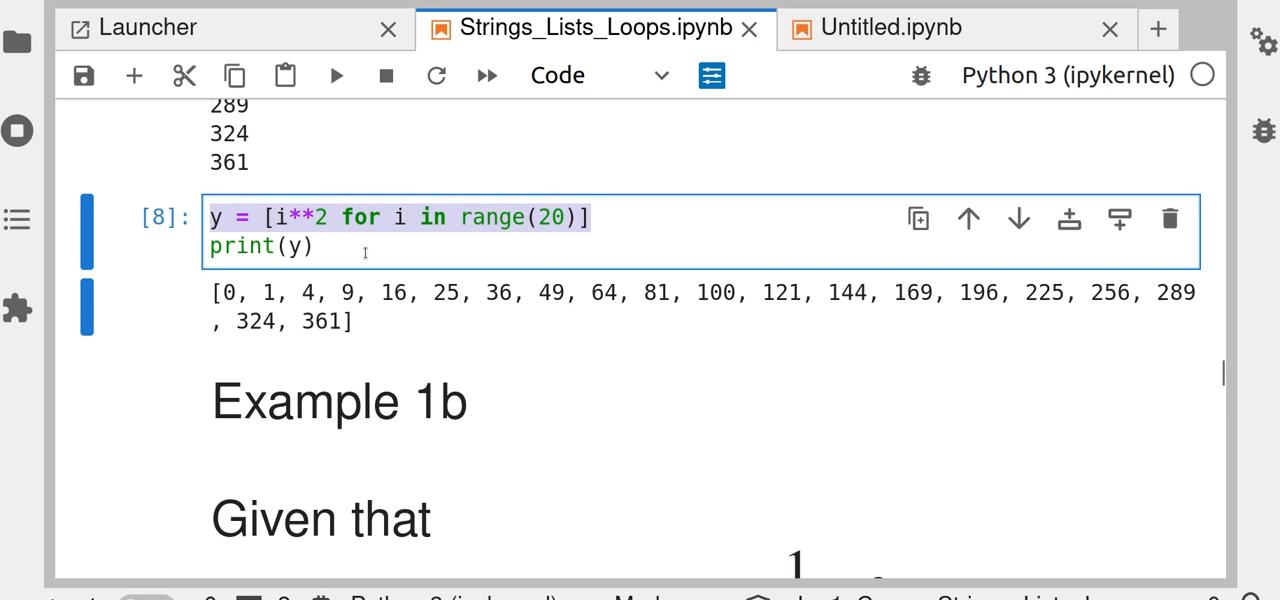 Launcher
Strings_Lists_Loops.ipynb
Untitled.ipynb
Code
Python 3 (ipykernel)
289
324
361
[8]:
y = [i**2 for i in range(20)]
print(y)
[0, 1, 4, 9, 16, 25, 36, 49, 64, 81, 100, 121, 144, 169, 196, 225, 256, 289
, 324, 361]
Example 1b
Given that
1